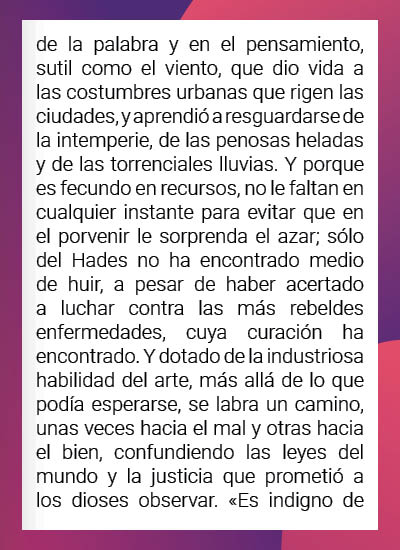 de la palabra y en el pensamiento,
sutil como el viento, que dio vida a
las costumbres urbanas que rigen las
ciudades, y aprendió a resguardarse de
la intemperie, de las penosas heladas
y de las torrenciales lluvias. Y porque
es fecundo en recursos, no le faltan en
cualquier instante para evitar que en
el porvenir le sorprenda el azar; sólo
del Hades no ha encontrado medio
de huir, a pesar de haber acertado
a luchar contra las más rebeldes
enfermedades, cuya curación ha
encontrado. Y dotado de la industriosa
habilidad del arte, más allá de lo que
podía esperarse, se labra un camino,
unas veces hacia el mal y otras hacia
el bien, confundiendo las leyes del
mundo y la justicia que prometió a
los dioses observar. «Es indigno de